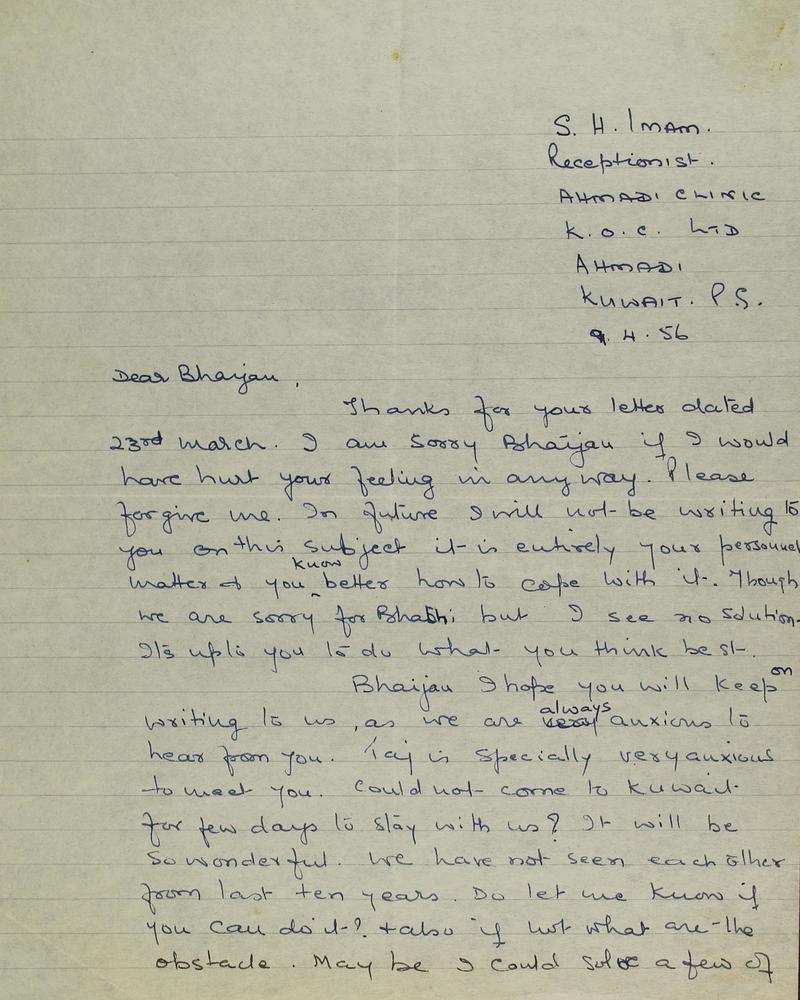 S. H. Imam.
Receptionist.
AHMADI CLINIC
K.O.C. LTD
AHMADI
KUWAIT. P.G.
9.4.56
Dear Bhaijan,
Thanks for your letter dated
23rd march. I am Sorry Bhaijan if I would
have hurt your feeling in any way. Please
forgive me. In future I will not be writing to
you on this subject it is entirely your personnel
matter & you know better how to cope with it. Though
we are sorry for Bhabhi but I see no solution.
It's upto you to do what you think best.
Bhaijan I hope you will keep on
writing to us, as we are always anxious to
hear from you. Taj is specially very anxious
to meet you. Could not come to Kuwait
for few days to stay with us? It will be
so wonderful. We have not seen each other
from last ten years. Do let me know if
you can do it? & also if not what are the
obstacle. May be I could solve a few of